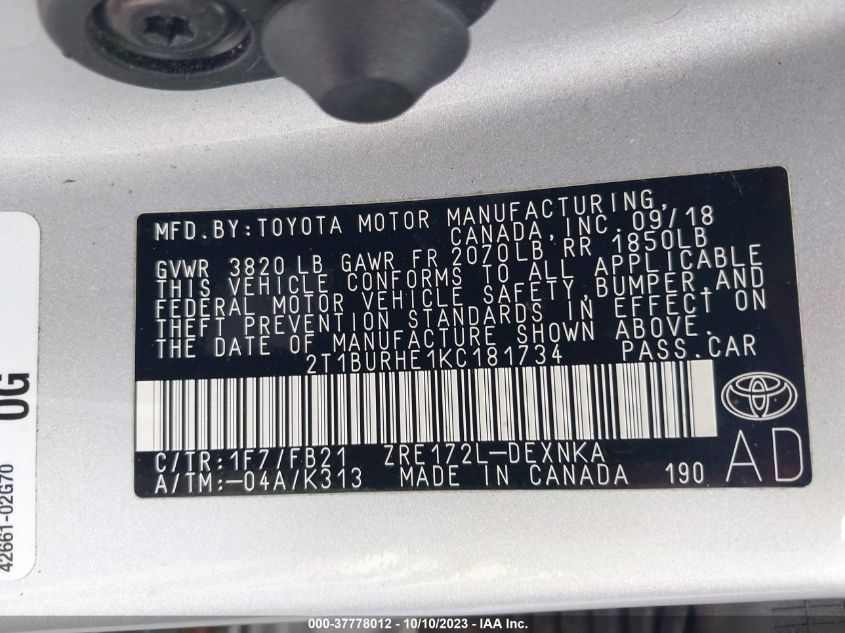 MFD.BY:TOYOTA MOTOR MANUFACTURING,
CANADA,INC. 09/18
GVWR 3820 LB GAWR FR 2070LB RR 1850LB
THIS VEHICLE CONFORMS TO ALL APPLICABLE
FEDERAL MOTOR VEHICLE SAFETY,BUMPER,AND
THEFT PREVENTION STANDARDS IN EFFECT ON
THE DATE OF MANUFACTURE SHOWN ABOVE.
2T1BURHE1KC181734 PASS.CAR
C/TR:1F7/FB21 ZRE172L-DEXNKA
A/TM:-04A/K313 MADE IN CANADA 190
AD
0G
42661-02G70
000-37778012 - 10/10/2023 - IAA Inc.